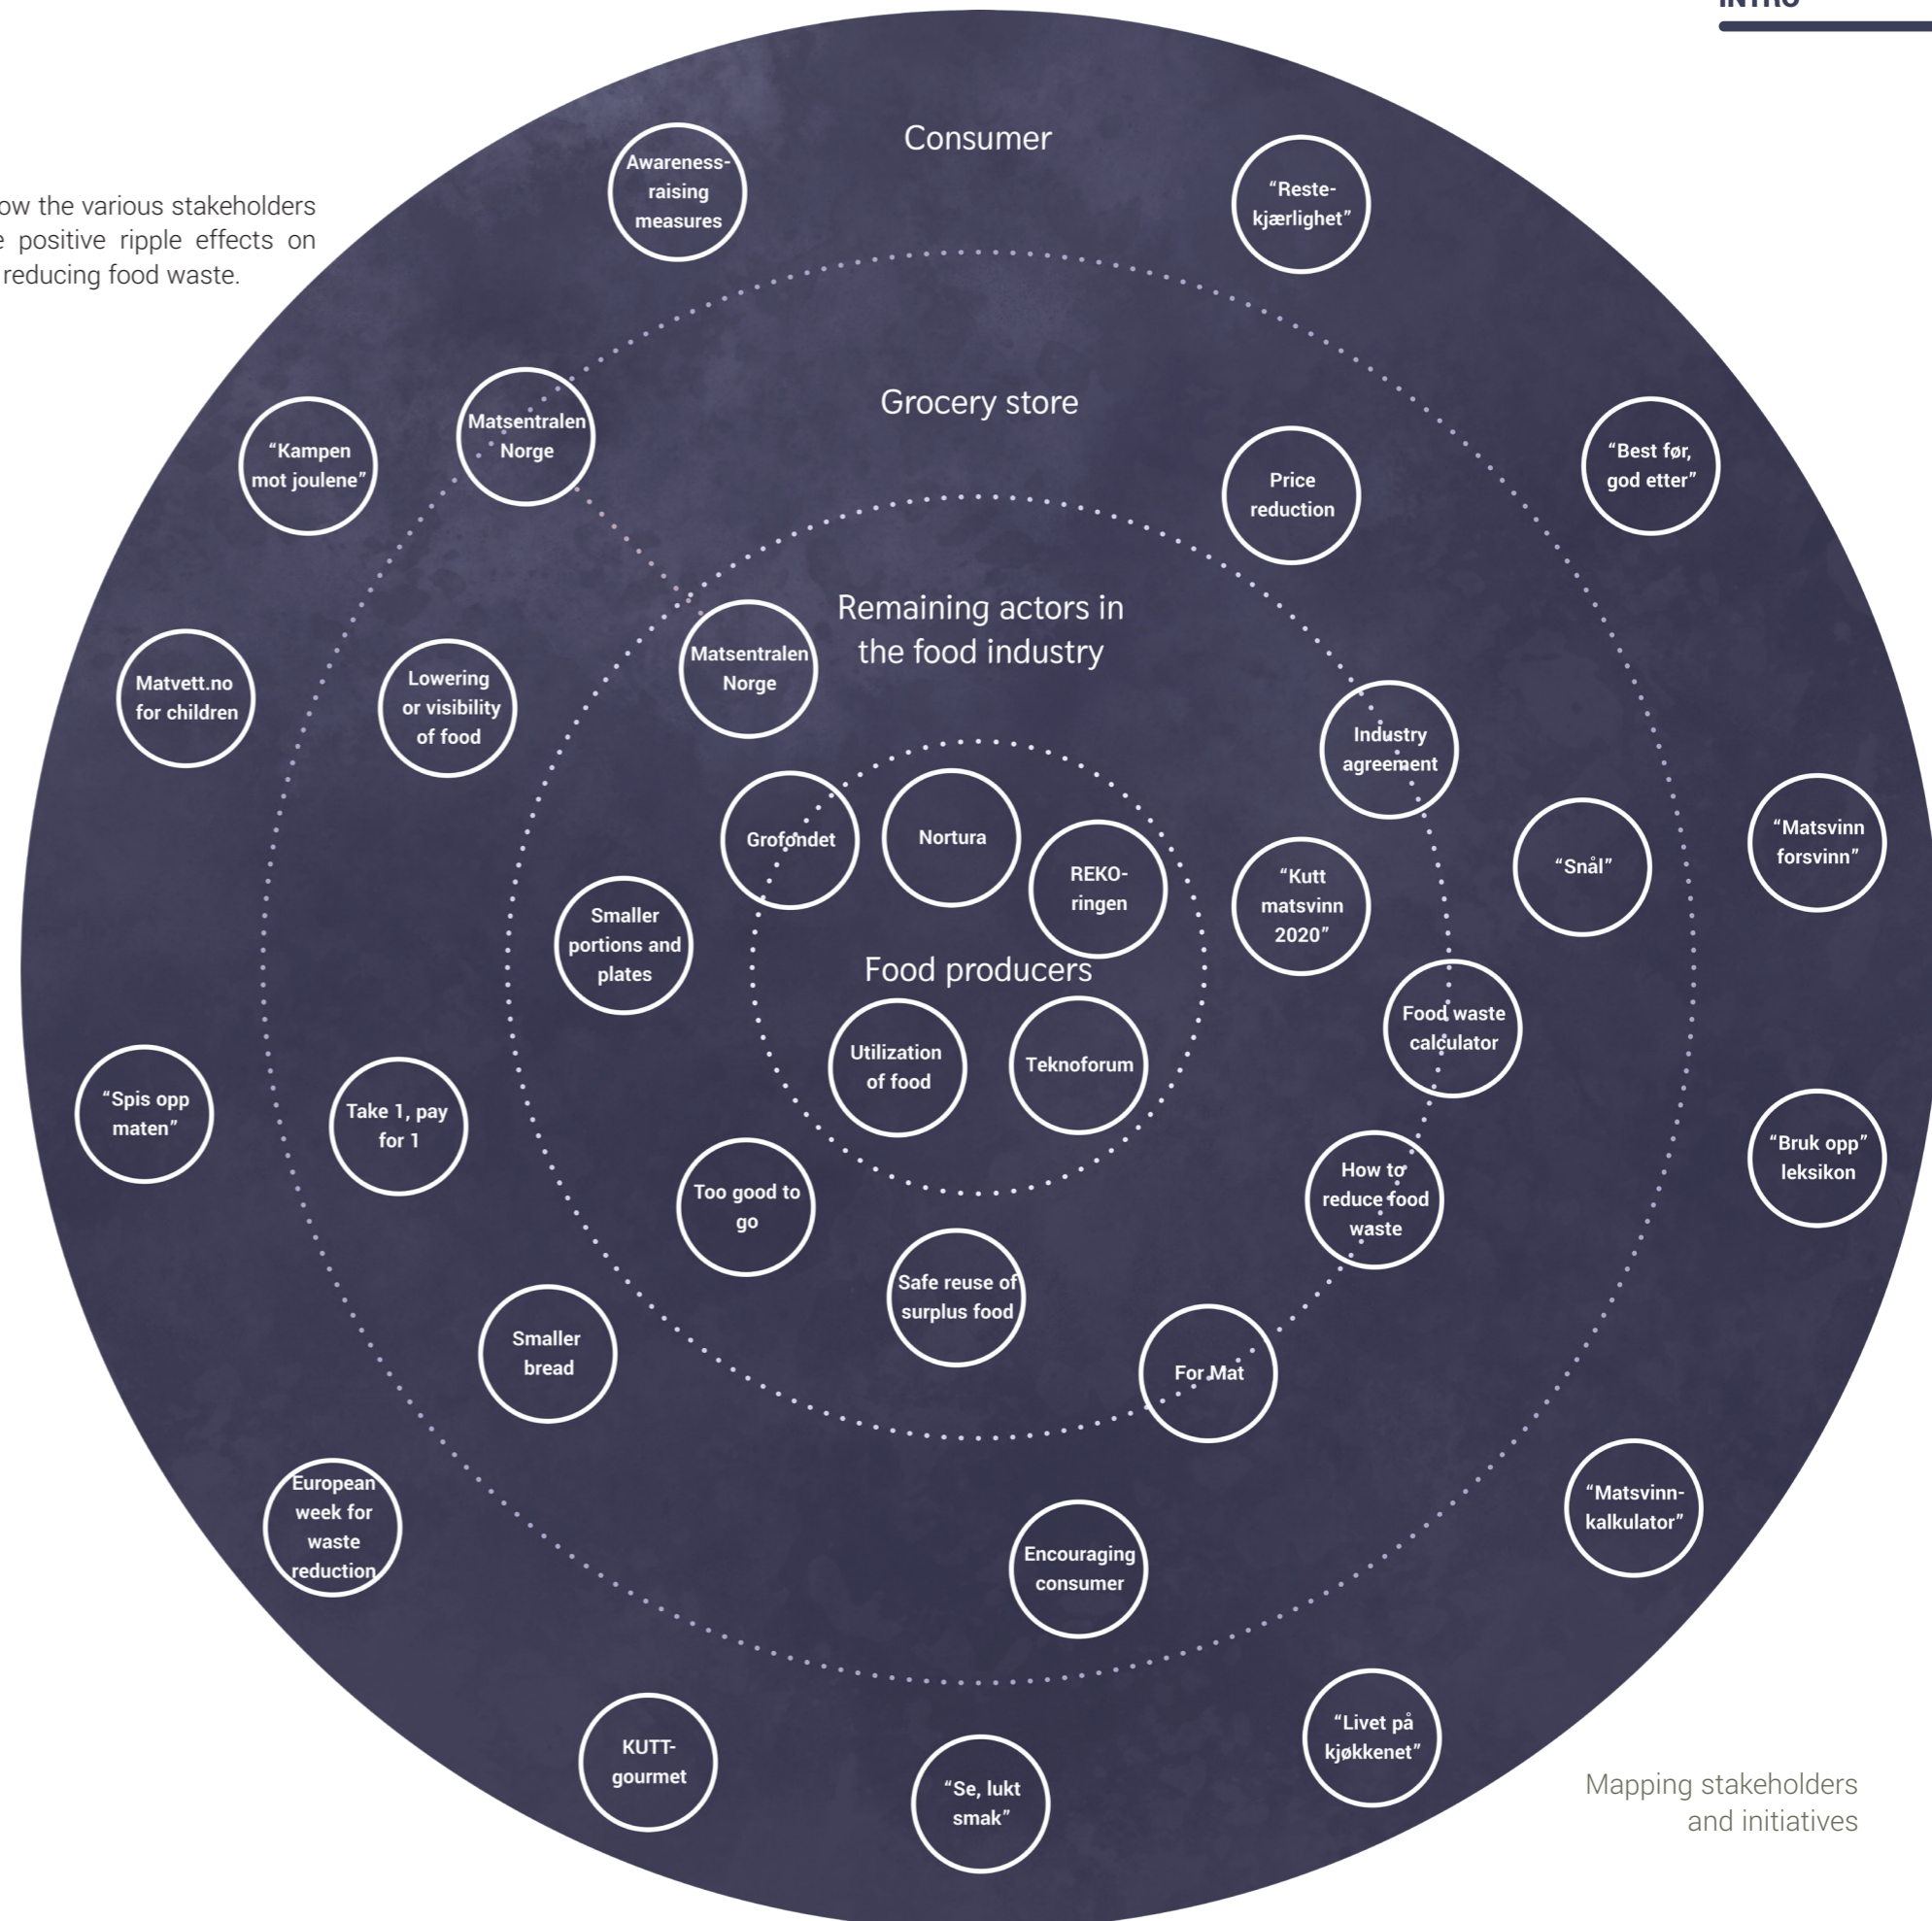 INTRO
ow the various stakeholders
e positive ripple effects on
reducing food waste.
Consumer
Awareness-
raising
measures
“Reste-
kjærlighet”
Grocery store
Matsentralen
Norge
“Kampen
mot joulene”
Price
reduction
“Best før,
god etter”
Remaining actors in
the food industry
Matsentralen
Norge
Matvett.no
for children
Lowering
or visibility
of food
Industry
agreement
Grofondet
Nortura
REKO-
ringen
“Kutt
matsvinn
2020”
“Snål”
“Matsvinn
forsvinn”
Smaller
portions and
plates
Food producers
Food waste
calculator
Utilization
of food
Teknoforum
“Spis opp
maten”
Take 1, pay
for 1
“Bruk opp”
leksikon
Too good to
go
How to
reduce food
waste
Safe reuse of
surplus food
Smaller
bread
For Mat
European
week for
waste
reduction
Encouraging
consumer
“Matsvinn-
kalkulator”
KUTT-
gourmet
“Se, lukt
smak”
“Livet på
kjøkkenet”
Mapping stakeholders
and initiatives